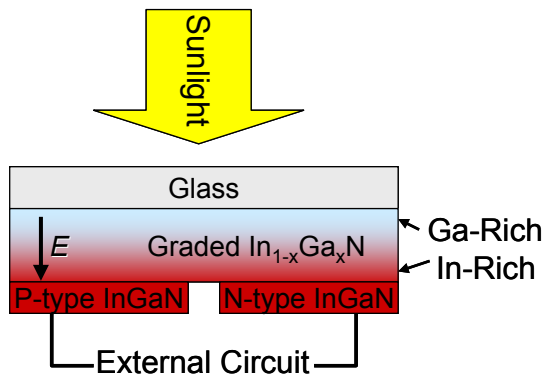 Sunlight
Glass
E
Graded In₁₋ₓGaₓN
Ga-Rich
In-Rich
P-type InGaN
N-type InGaN
External Circuit